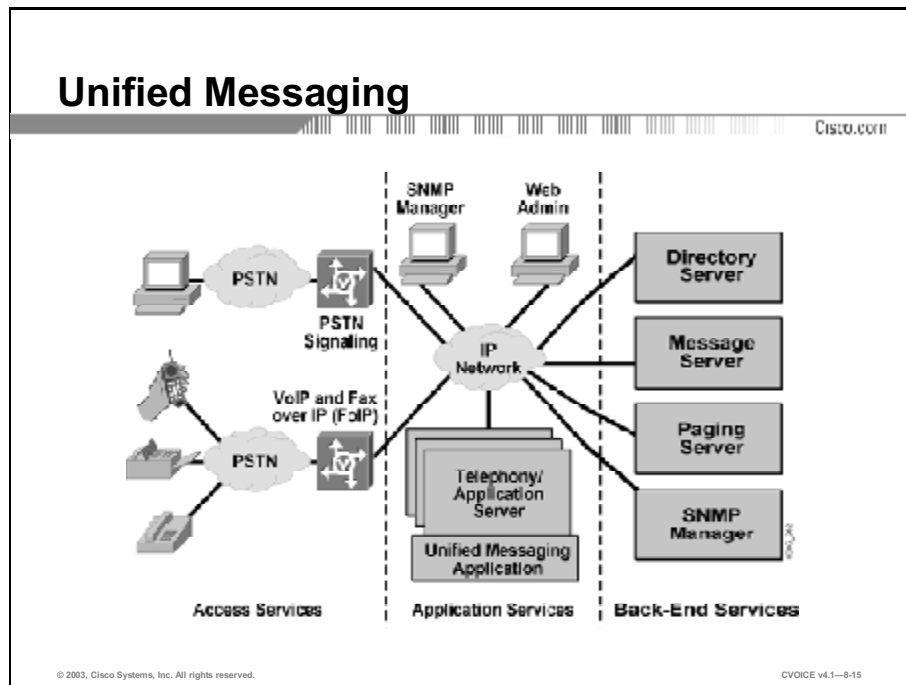 Unified Messaging
Cisco.com
SNMP
Manager
Web
Admin
PSTN
PSTN
Signaling
IP
Network
VoIP and Fax
over IP (FoIP)
PSTN
Telephony/
Application
Server
Unified Messaging
Application
Directory
Server
Message
Server
Paging
Server
SNMP
Manager
Access Services
Application Services
Back-End Services
© 2003, Cisco Systems, Inc. All rights reserved.
CVOICE v4.1—8-15